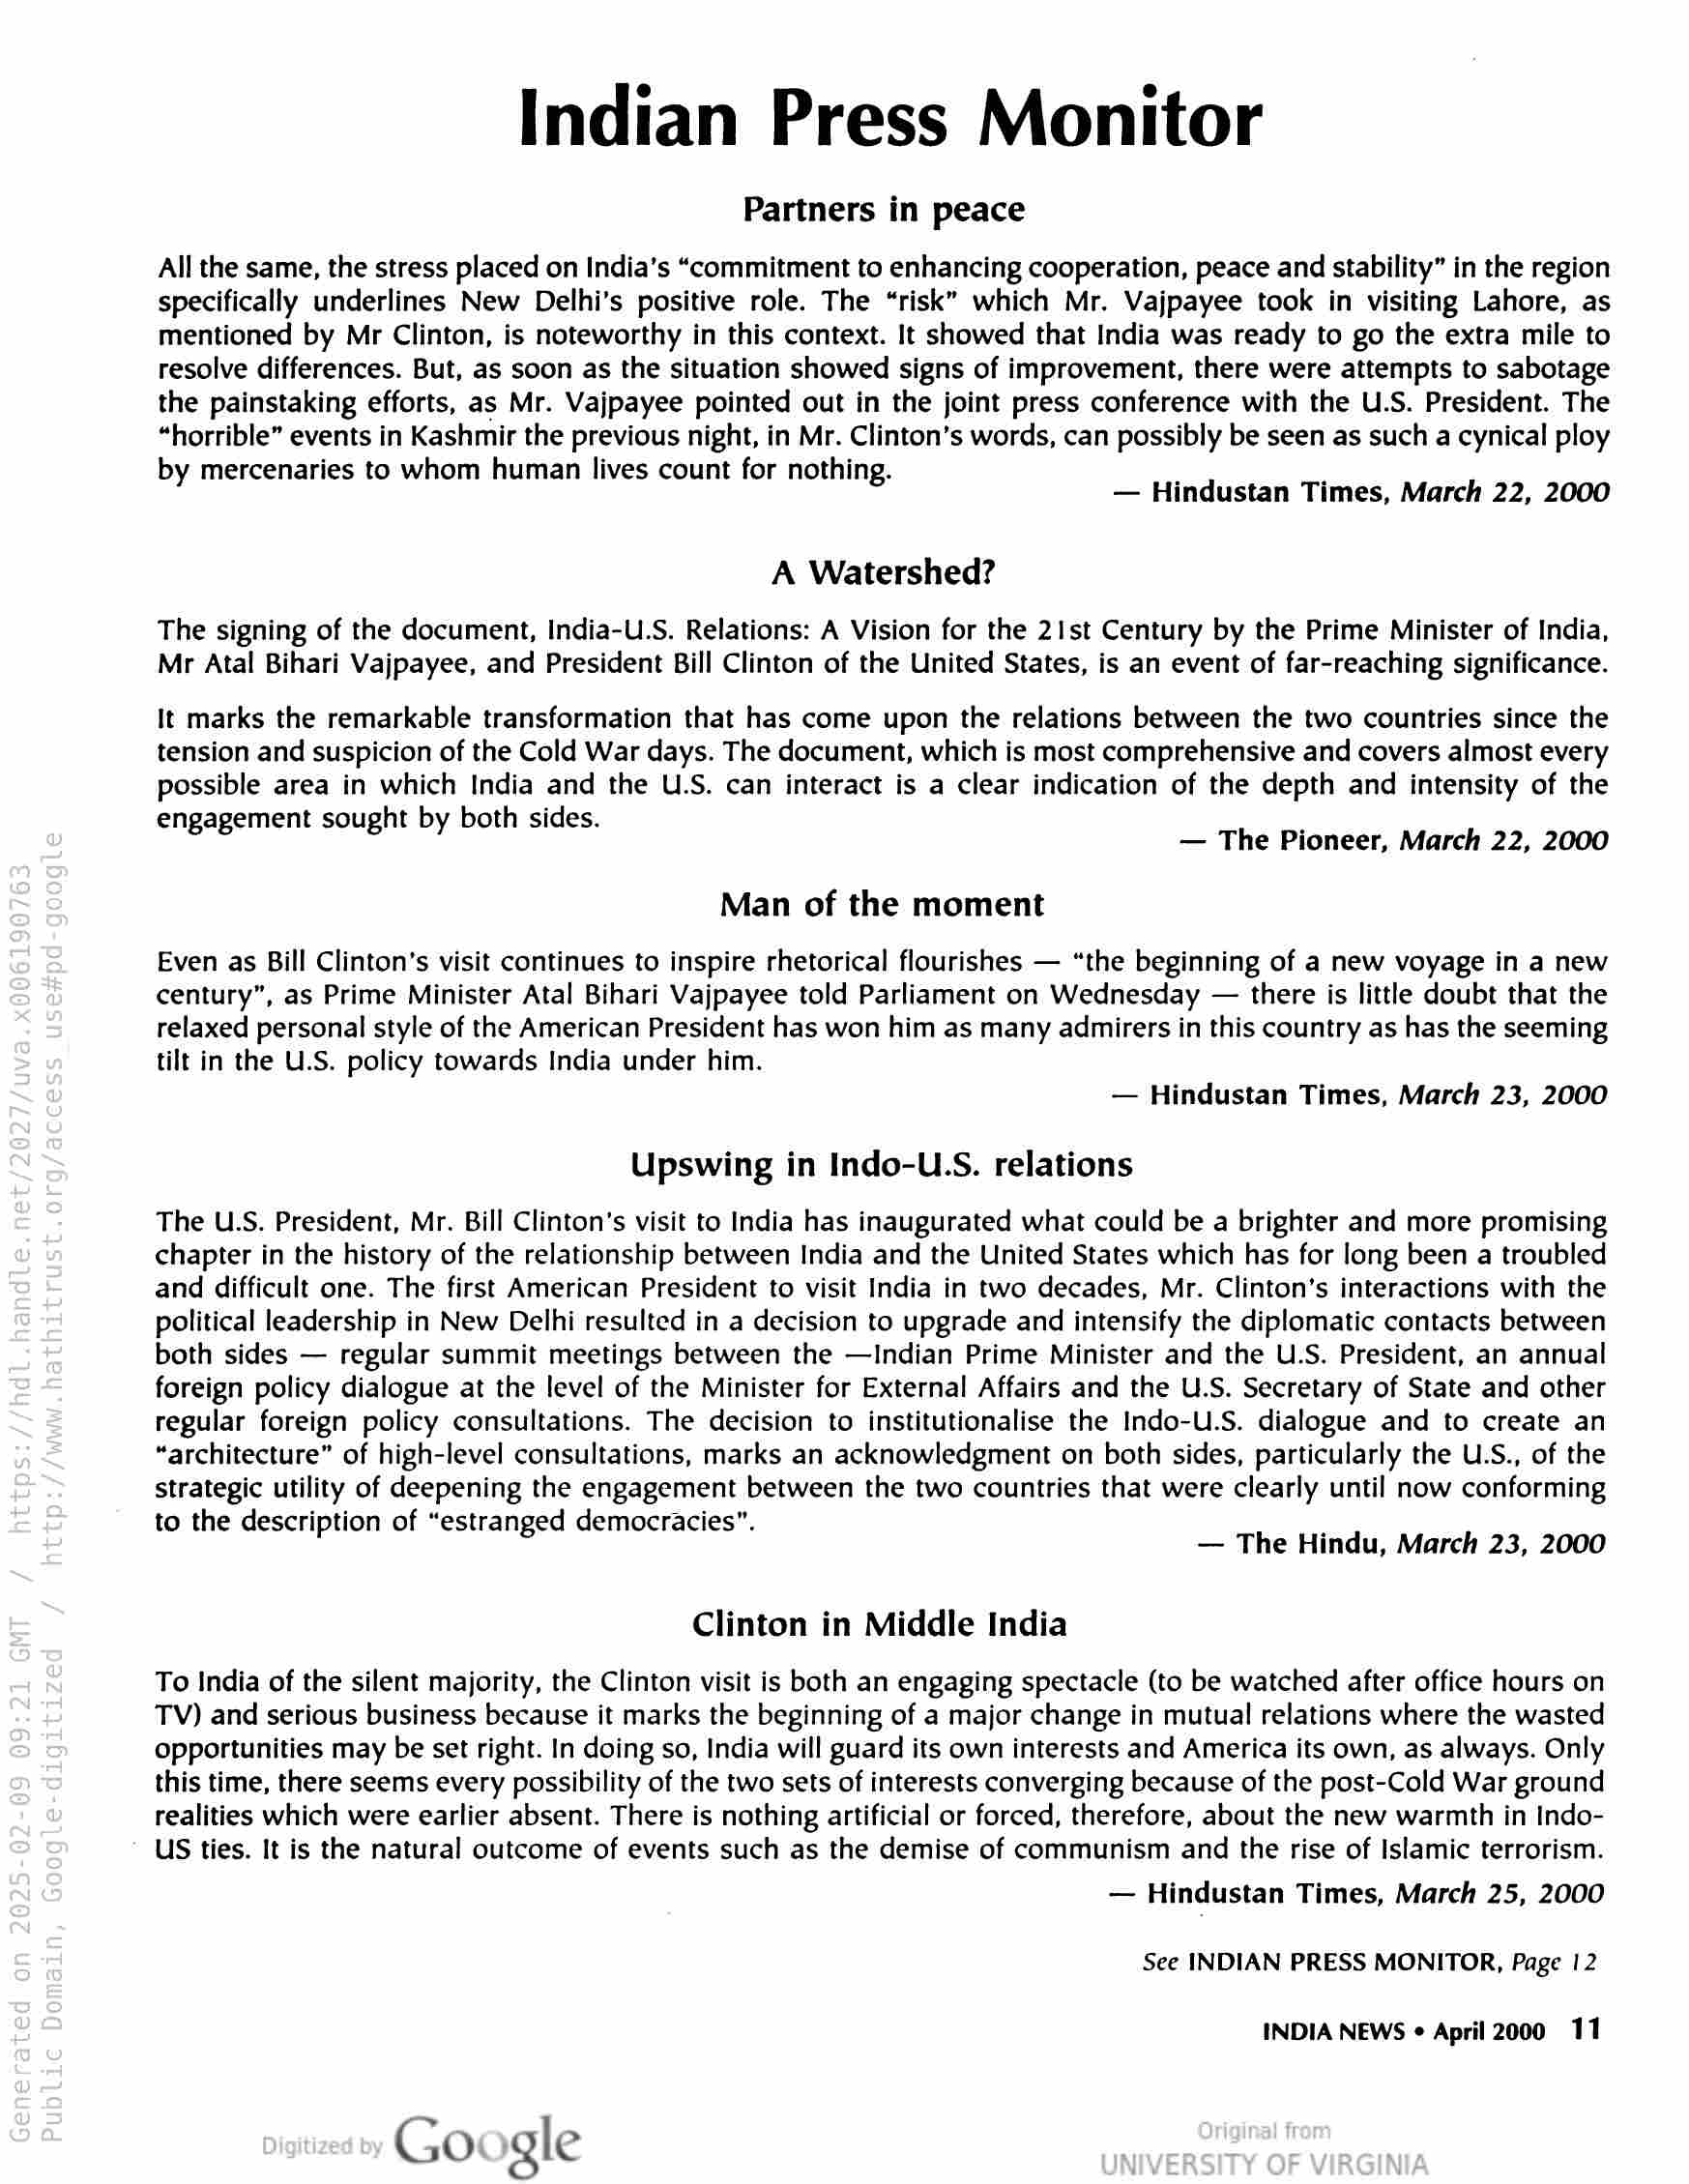 Indian Press Monitor
Partners in peace
All the same, the stress placed on India's "commitment to enhancing cooperation, peace and stability" in the region
specifically underlines New Delhi's positive role. The "risk" which Mr. Vajpayee took in visiting Lahore, as
mentioned by Mr Clinton, is noteworthy in this context. It showed that India was ready to go the extra mile to
resolve differences. But, as soon as the situation showed signs of improvement, there were attempts to sabotage
the painstaking efforts, as Mr. Vajpayee pointed out in the joint press conference with the U.S. President. The
"horrible" events in Kashmir the previous night, in Mr. Clinton's words, can possibly be seen as such a cynical ploy
by mercenaries to whom human lives count for nothing.
— Hindustan Times, March 22, 2000
A Watershed?
The signing of the document, India-U.S. Relations: A Vision for the 21st Century by the Prime Minister of India,
Mr Atal Bihari Vajpayee, and President Bill Clinton of the United States, is an event of far-reaching significance.
It marks the remarkable transformation that has come upon the relations between the two countries since the
tension and suspicion of the Cold War days. The document, which is most comprehensive and covers almost every
possible area in which India and the U.S. can interact is a clear indication of the depth and intensity of the
engagement sought by both sides.
— The Pioneer, March 22, 2000
Man of the moment
Even as Bill Clinton's visit continues to inspire rhetorical flourishes — "the beginning of a new voyage in a new
century", as Prime Minister Atal Bihari Vajpayee told Parliament on Wednesday — there is little doubt that the
relaxed personal style of the American President has won him as many admirers in this country as has the seeming
tilt in the U.S. policy towards India under him.
— Hindustan Times, March 23, 2000
Upswing in Indo-U.S. relations
The U.S. President, Mr. Bill Clinton's visit to India has inaugurated what could be a brighter and more promising
chapter in the history of the relationship between India and the United States which has for long been a troubled
and difficult one. The first American President to visit India in two decades, Mr. Clinton's interactions with the
political leadership in New Delhi resulted in a decision to upgrade and intensify the diplomatic contacts between
both sides — regular summit meetings between the —Indian Prime Minister and the U.S. President, an annual
foreign policy dialogue at the level of the Minister for External Affairs and the U.S. Secretary of State and other
regular foreign policy consultations. The decision to institutionalise the Indo-U.S. dialogue and to create an
"architecture" of high-level consultations, marks an acknowledgment on both sides, particularly the U.S., of the
strategic utility of deepening the engagement between the two countries that were clearly until now conforming
to the description of "estranged democracies".
— The Hindu, March 23, 2000
Clinton in Middle India
To India of the silent majority, the Clinton visit is both an engaging spectacle (to be watched after office hours on
TV) and serious business because it marks the beginning of a major change in mutual relations where the wasted
opportunities may be set right. In doing so, India will guard its own interests and America its own, as always. Only
this time, there seems every possibility of the two sets of interests converging because of the post-Cold War ground
realities which were earlier absent. There is nothing artificial or forced, therefore, about the new warmth in Indo-
US ties. It is the natural outcome of events such as the demise of communism and the rise of Islamic terrorism.
— Hindustan Times, March 25, 2000
See INDIAN PRESS MONITOR, Page 12
INDIA NEWS • April 2000 11
Generated on 2025-02-09 09:21 GMT / https://hdl.handle.net/2027/uva.x006190763
Public Domain, Google-digitized / http://www.hathitrust.org/access_use#pd-google
Digitized by Google
Original from
UNIVERSITY OF VIRGINIA